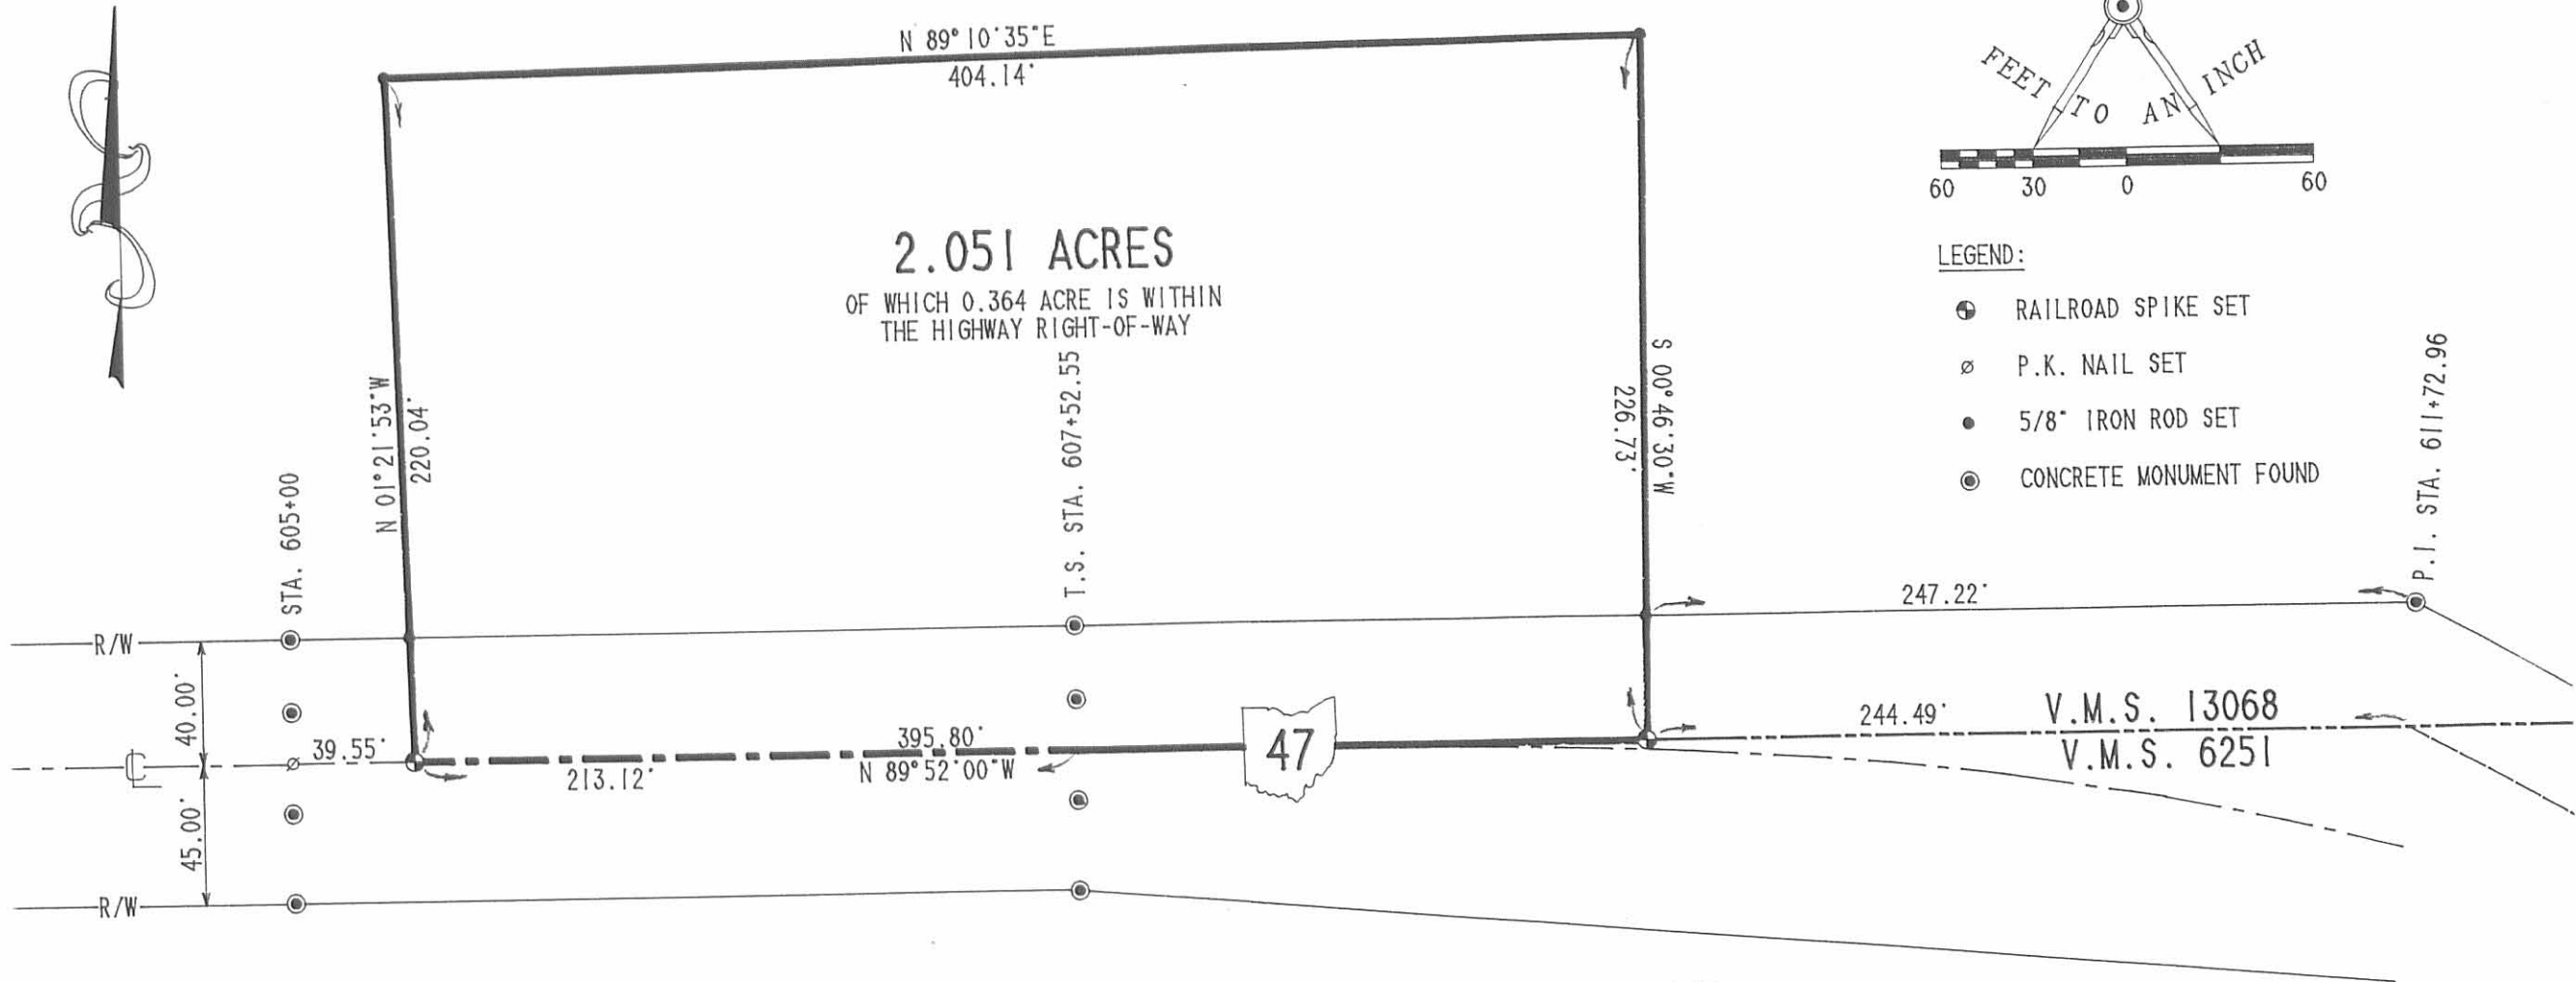 N 89°10'35"E
404.14'
FEET TO AN INCH
60 30 0 60
2.051 ACRES
OF WHICH 0.364 ACRE IS WITHIN
THE HIGHWAY RIGHT-OF-WAY
LEGEND:
RAILROAD SPIKE SET
P.K. NAIL SET
5/8" IRON ROD SET
CONCRETE MONUMENT FOUND
N 01°21'53"W
220.04'
S 00°46'30"W
226.73'
STA. 605+00
T.S. STA. 607+52.55
P.I. STA. 611+72.96
247.22'
R/W
40.00'
39.55'
395.80'
213.12'
N 89°52'00"W
47
244.49'
V.M.S. 13068
V.M.S. 6251
45.00'
R/W